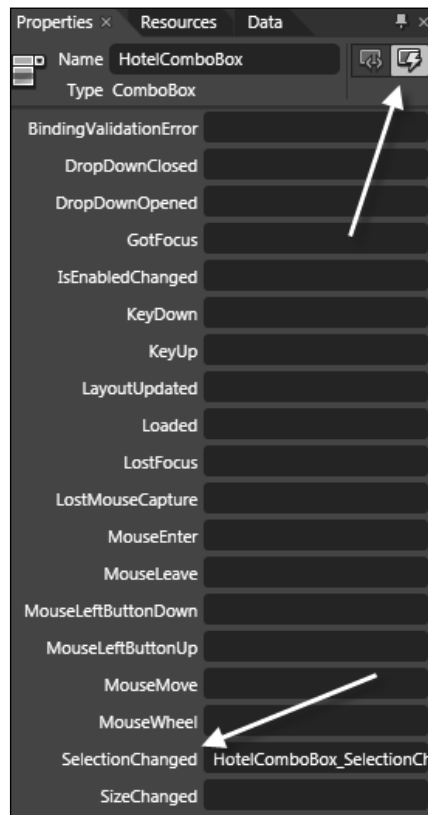 Properties × Resources Data
Name HotelComboBox
Type ComboBox
BindingValidationError
DropDownClosed
DropDownOpened
GotFocus
IsEnabledChanged
KeyDown
KeyUp
LayoutUpdated
Loaded
LostFocus
LostMouseCapture
MouseEnter
MouseLeave
MouseLeftButtonDown
MouseLeftButtonUp
MouseMove
MouseWheel
SelectionChanged HotelComboBox_SelectionCh
SizeChanged